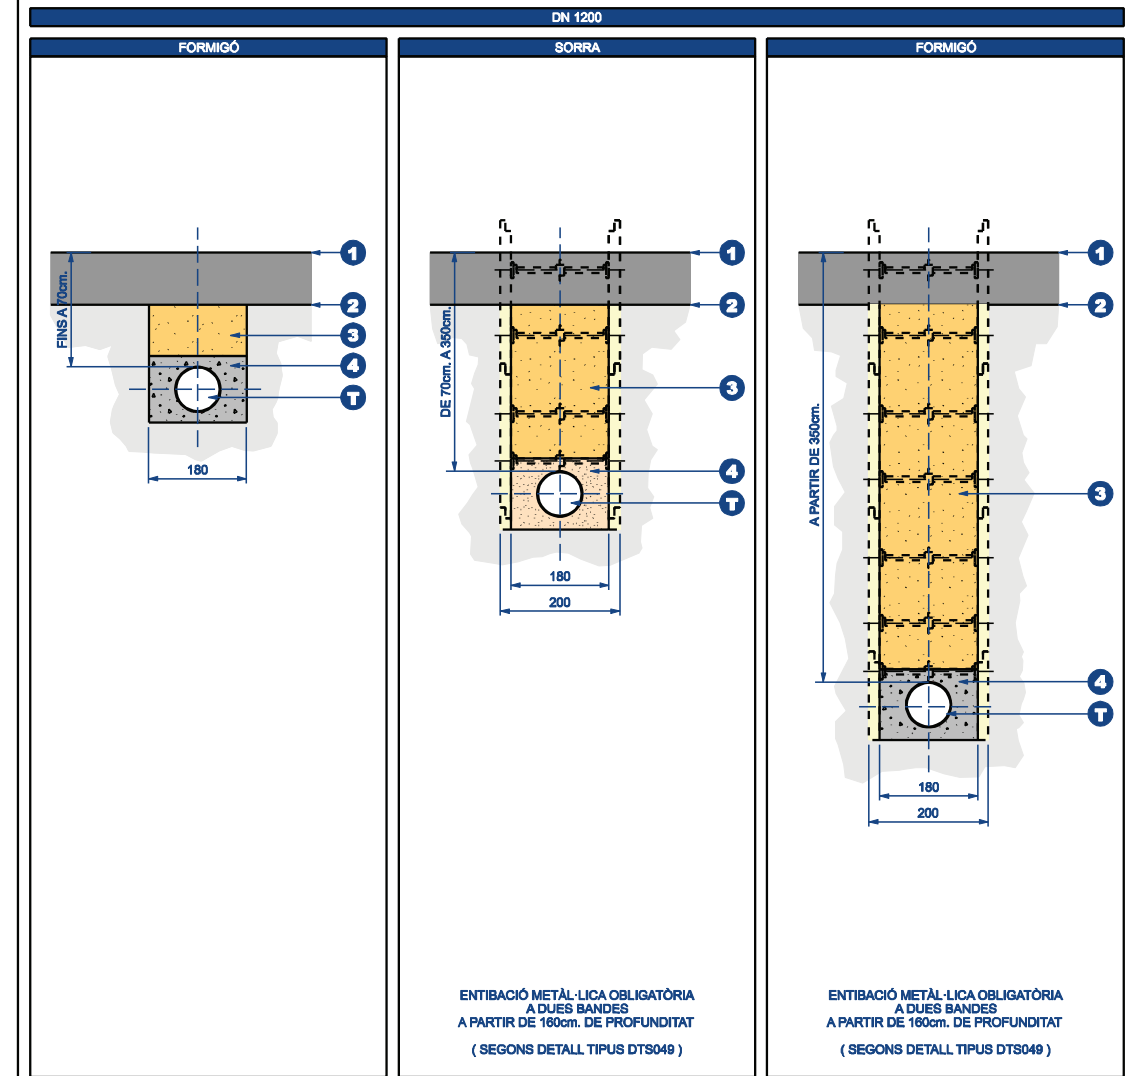 DN 1200
FORMIGÓ
FINS A 70cm.
1
2
3
4
T
180
SORRA
DE 70cm. A 350cm.
1
2
3
4
T
180
200
ENTIBACIÓ METÀL·LICA OBLIGATÒRIA
A DUES BANDES
A PARTIR DE 160cm. DE PROFUNDITAT
( SEGONS DETALL TIPUS DTS049 )
FORMIGÓ
A PARTIR DE 350cm.
1
2
3
4
T
180
200
ENTIBACIÓ METÀL·LICA OBLIGATÒRIA
A DUES BANDES
A PARTIR DE 160cm. DE PROFUNDITAT
( SEGONS DETALL TIPUS DTS049 )